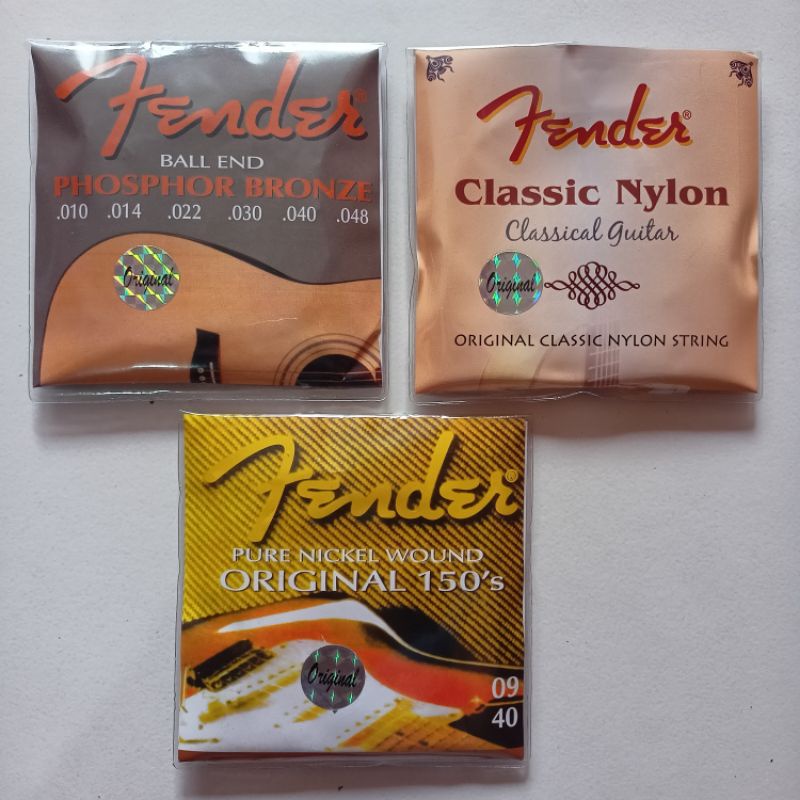 Fender®
BALL END
PHOSPHOR BRONZE
.010 .014 .022 .030 .040 .048
Original
Fender®
Classic Nylon
Classical Guitar
Original
ORIGINAL CLASSIC NYLON STRING
Fender®
PURE NICKEL WOUND
ORIGINAL 150's
Original
09
40